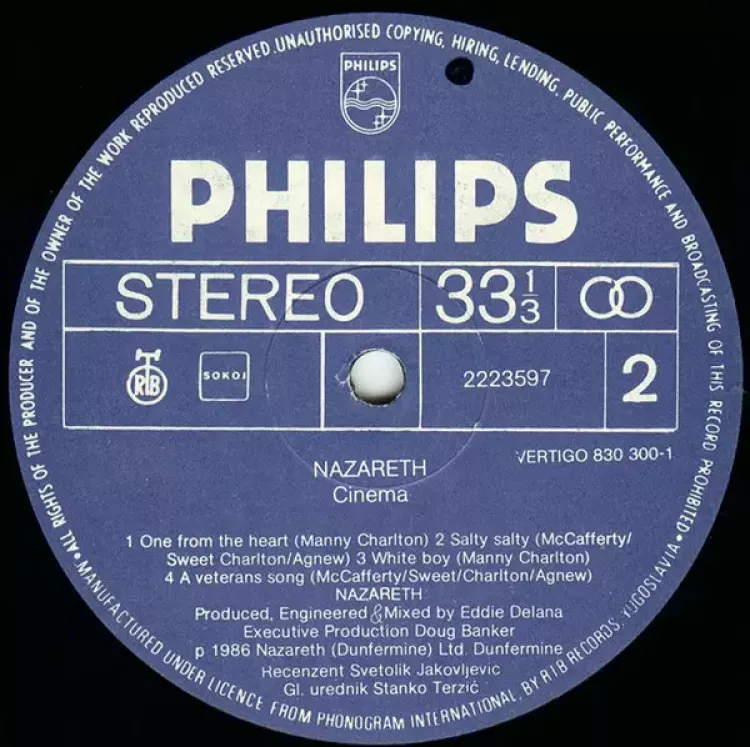 • ALL RIGHTS OF THE PRODUCER AND OF THE OWNER OF THE WORK REPRODUCED RESERVED. UNAUTHORISED COPYING, HIRING, LENDING, PUBLIC PERFORMANCE AND BROADCASTING OF THIS RECORD PROHIBITED •
PHILIPS
PHILIPS
STEREO 33 1/3
RTB SOKOJ 2223597 2
VERTIGO 830 300-1
NAZARETH
Cinema
1 One from the heart (Manny Charlton) 2 Salty salty (McCafferty/
Sweet Charlton/Agnew) 3 White boy (Manny Charlton)
4 A veterans song (McCafferty/Sweet/Charlton/Agnew)
NAZARETH
Produced, Engineered & Mixed by Eddie Delana
Executive Production Doug Banker
p 1986 Nazareth (Dunfermine) Ltd. Dunfermine
Recenzent Svetolik Jakovljević
Gl. urednik Stanko Terzić
MANUFACTURED UNDER LICENCE FROM PHONOGRAM INTERNATIONAL, BY RTB RECORDS, YUGOSLAVIJA